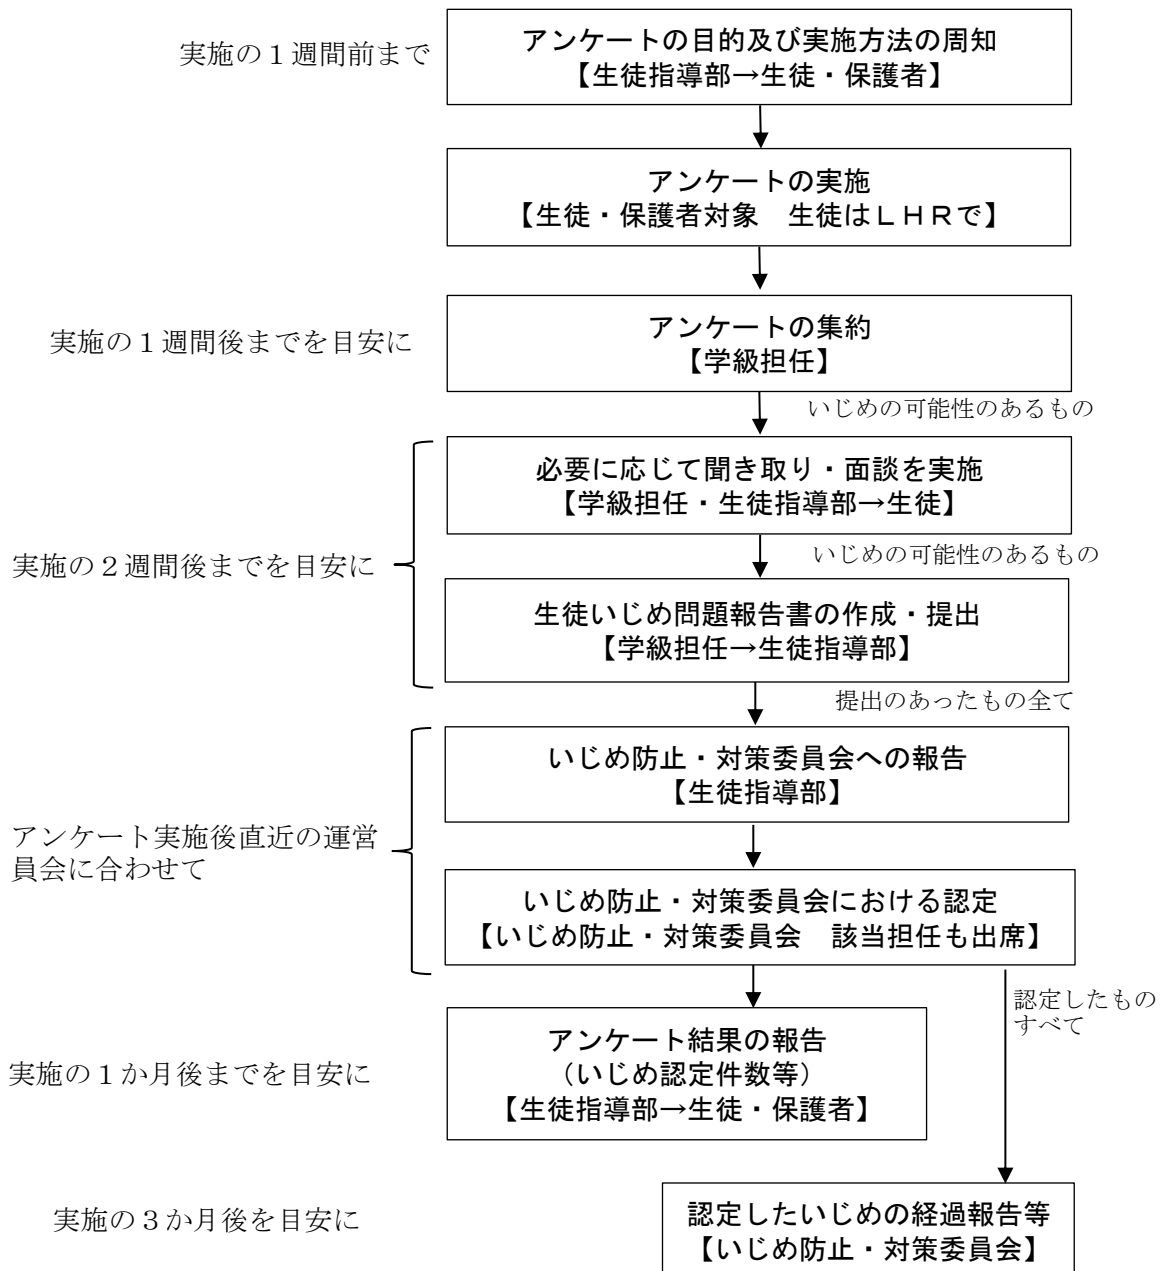 実施の１週間前まで
アンケートの目的及び実施方法の周知
【生徒指導部→生徒・保護者】
アンケートの実施
【生徒・保護者対象　生徒はＬＨＲで】
実施の１週間後までを目安に
アンケートの集約
【学級担任】
いじめの可能性のあるもの
必要に応じて聞き取り・面談を実施
【学級担任・生徒指導部→生徒】
実施の２週間後までを目安に
いじめの可能性のあるもの
生徒いじめ問題報告書の作成・提出
【学級担任→生徒指導部】
提出のあったもの全て
いじめ防止・対策委員会への報告
【生徒指導部】
アンケート実施後直近の運営
員会に合わせて
いじめ防止・対策委員会における認定
【いじめ防止・対策委員会　該当担任も出席】
認定したもの
すべて
実施の１か月後までを目安に
アンケート結果の報告
（いじめ認定件数等）
【生徒指導部→生徒・保護者】
実施の３か月後を目安に
認定したいじめの経過報告等
【いじめ防止・対策委員会】